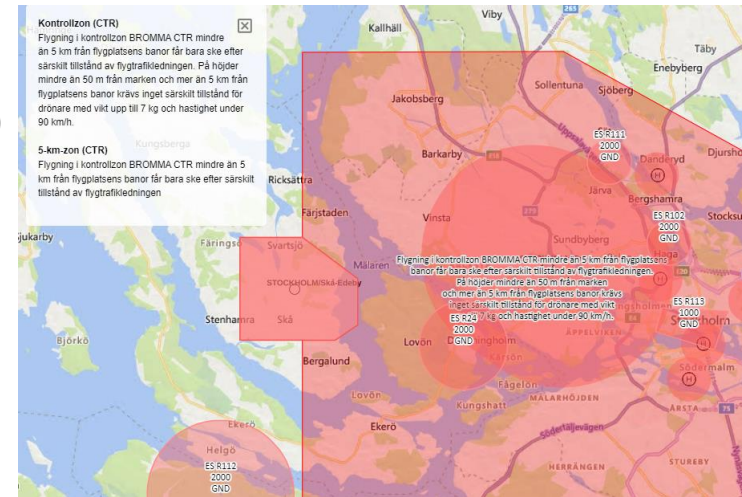 Kontrollzon (CTR)
Flygning i kontrollzon BROMMA CTR mindre
än 5 km från flygplatsens banor får bara ske efter
särskilt tillstånd av flygtrafikledningen. På höjder
mindre än 50 m från marken och mer än 5 km från
flygplatsens banor krävs inget särskilt tillstånd för
drönare med vikt upp till 7 kg och hastighet under
90 km/h.
5-km-zon (CTR)
Flygning i kontrollzon BROMMA CTR mindre än 5
km från flygplatsens banor får bara ske efter särskilt
tillstånd av flygtrafikledningen
Kungsberga
Kallhäll
Viby
265
Täby
Enebyberg
Sollentuna
Sjöberg
Jakobsberg
ES R111
2000
GND
Barkarby
Danderyd
H
Ricksättra
Järva
Bergshamra
Färjstaden
Vinsta
279
ES R102
2000
GND
Sjukarby
Färingsö
Svartsjö
Sundbyberg
Haga
Mälaren
Flygning i kontrollzon BROMMA CTR mindre än 5 km från flygplatsens
banor får bara ske efter särskilt tillstånd av flygtrafikledningen.
På höjder mindre än 50 m från marken
och mer än 5 km från flygplatsens banor krävs
inget särskilt tillstånd för drönare med vikt
7 kg och hastighet under 90 km/h.
H
STOCKHOLM/Skå-Edeby
ES R113
1000
GND
Stenhamra
Skå
ES R24
2000
GND
Björkö
Lovön
ÄPPELVIKEN
H
Bergalund
Kärsön
Södermalm
H
Fågelön
Lovön
Kungshatt
MÄLARHÖJDEN
ÅRSTA
75
Ekerö
Ekerö
Södertäljevägen
Helgö
ES R112
2000
GND
HERRÄNGEN
STUREBY